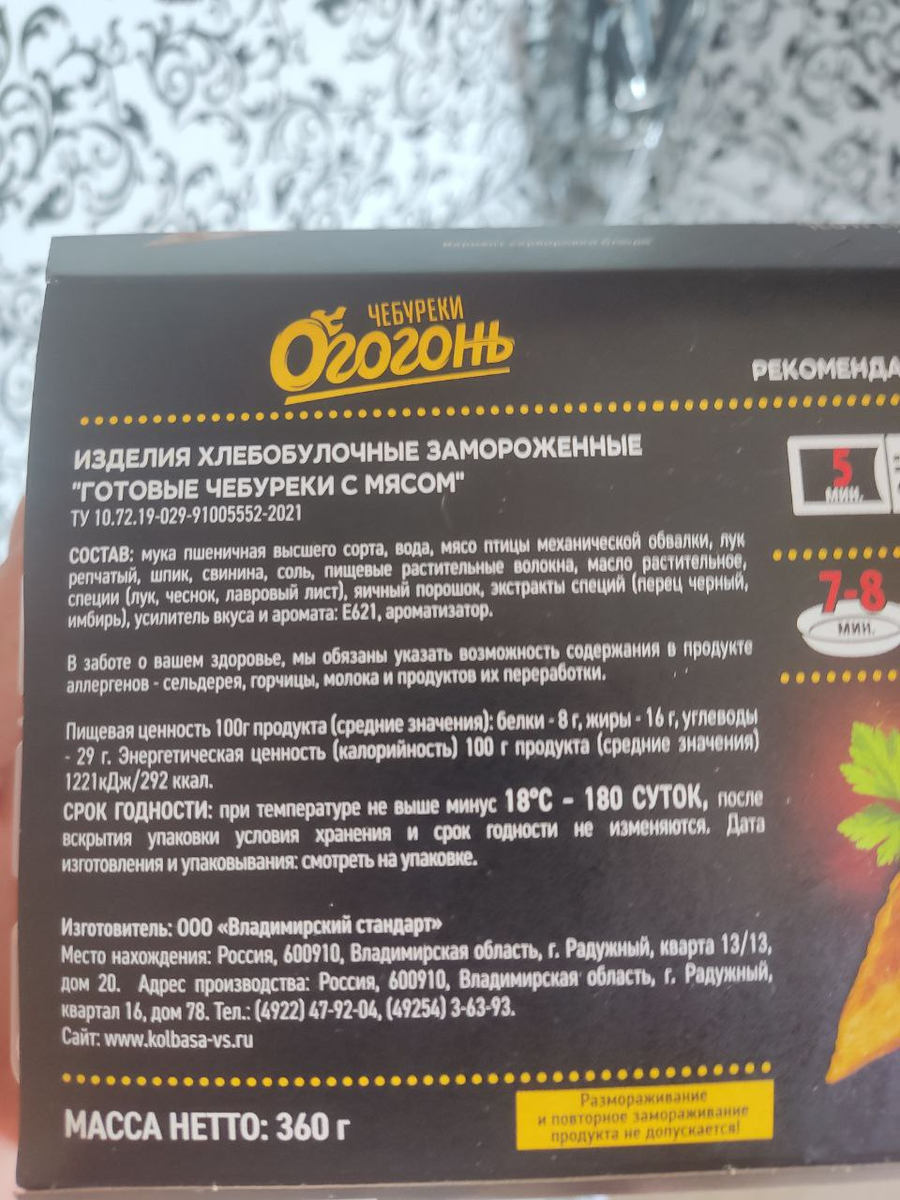 Вариант сервировки блюда
ЧЕБУРЕКИ
Огогонь
РЕКОМЕНДА
ИЗДЕЛИЯ ХЛЕБОБУЛОЧНЫЕ ЗАМОРОЖЕННЫЕ
"ГОТОВЫЕ ЧЕБУРЕКИ С МЯСОМ"
ТУ 10.72.19-029-91005552-2021
5
МИН.
СОСТАВ: мука пшеничная высшего сорта, вода, мясо птицы механической обвалки, лук
репчатый, шпик, свинина, соль, пищевые растительные волокна, масло растительное,
специи (лук, чеснок, лавровый лист), яичный порошок, экстракты специй (перец черный,
имбирь), усилитель вкуса и аромата: Е621, ароматизатор.
7-8
МИН.
В заботе о вашем здоровье, мы обязаны указать возможность содержания в продукте
аллергенов - сельдерея, горчицы, молока и продуктов их переработки.
Пищевая ценность 100г продукта (средние значения): белки - 8 г, жиры - 16 г, углеводы
- 29 г. Энергетическая ценность (калорийность) 100 г продукта (средние значения)
1221кДж/292 ккал.
СРОК ГОДНОСТИ: при температуре не выше минус 18°С – 180 СУТОК, после
вскрытия упаковки условия хранения и срок годности не изменяются. Дата
изготовления и упаковывания: смотреть на упаковке.
Изготовитель: ООО «Владимирский стандарт»
Место нахождения: Россия, 600910, Владимирская область, г. Радужный, кварта 13/13,
дом 20. Адрес производства: Россия, 600910, Владимирская область, г. Радужный,
квартал 16, дом 78. Тел.: (4922) 47-92-04, (49254) 3-63-93.
Сайт: www.kolbasa-vs.ru
МАССА НЕТТО: 360 г
Размораживание
и повторное замораживание
продукта не допускается!